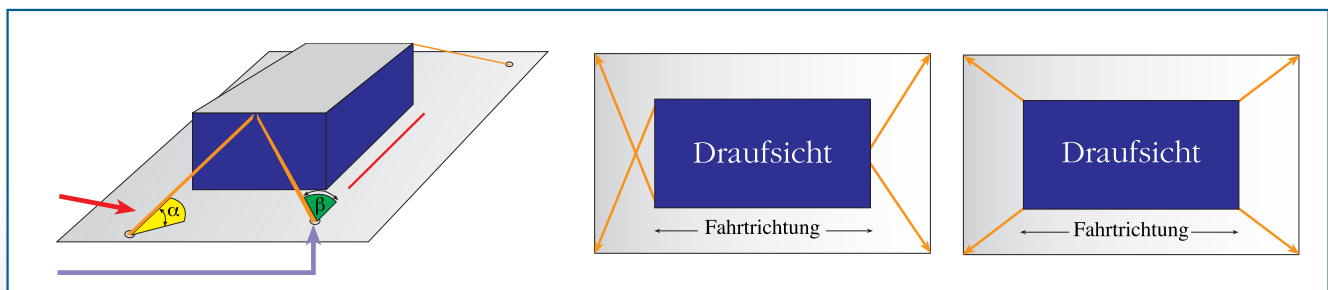 α
β
Draufsicht
Fahrtrichtung
Draufsicht
Fahrtrichtung